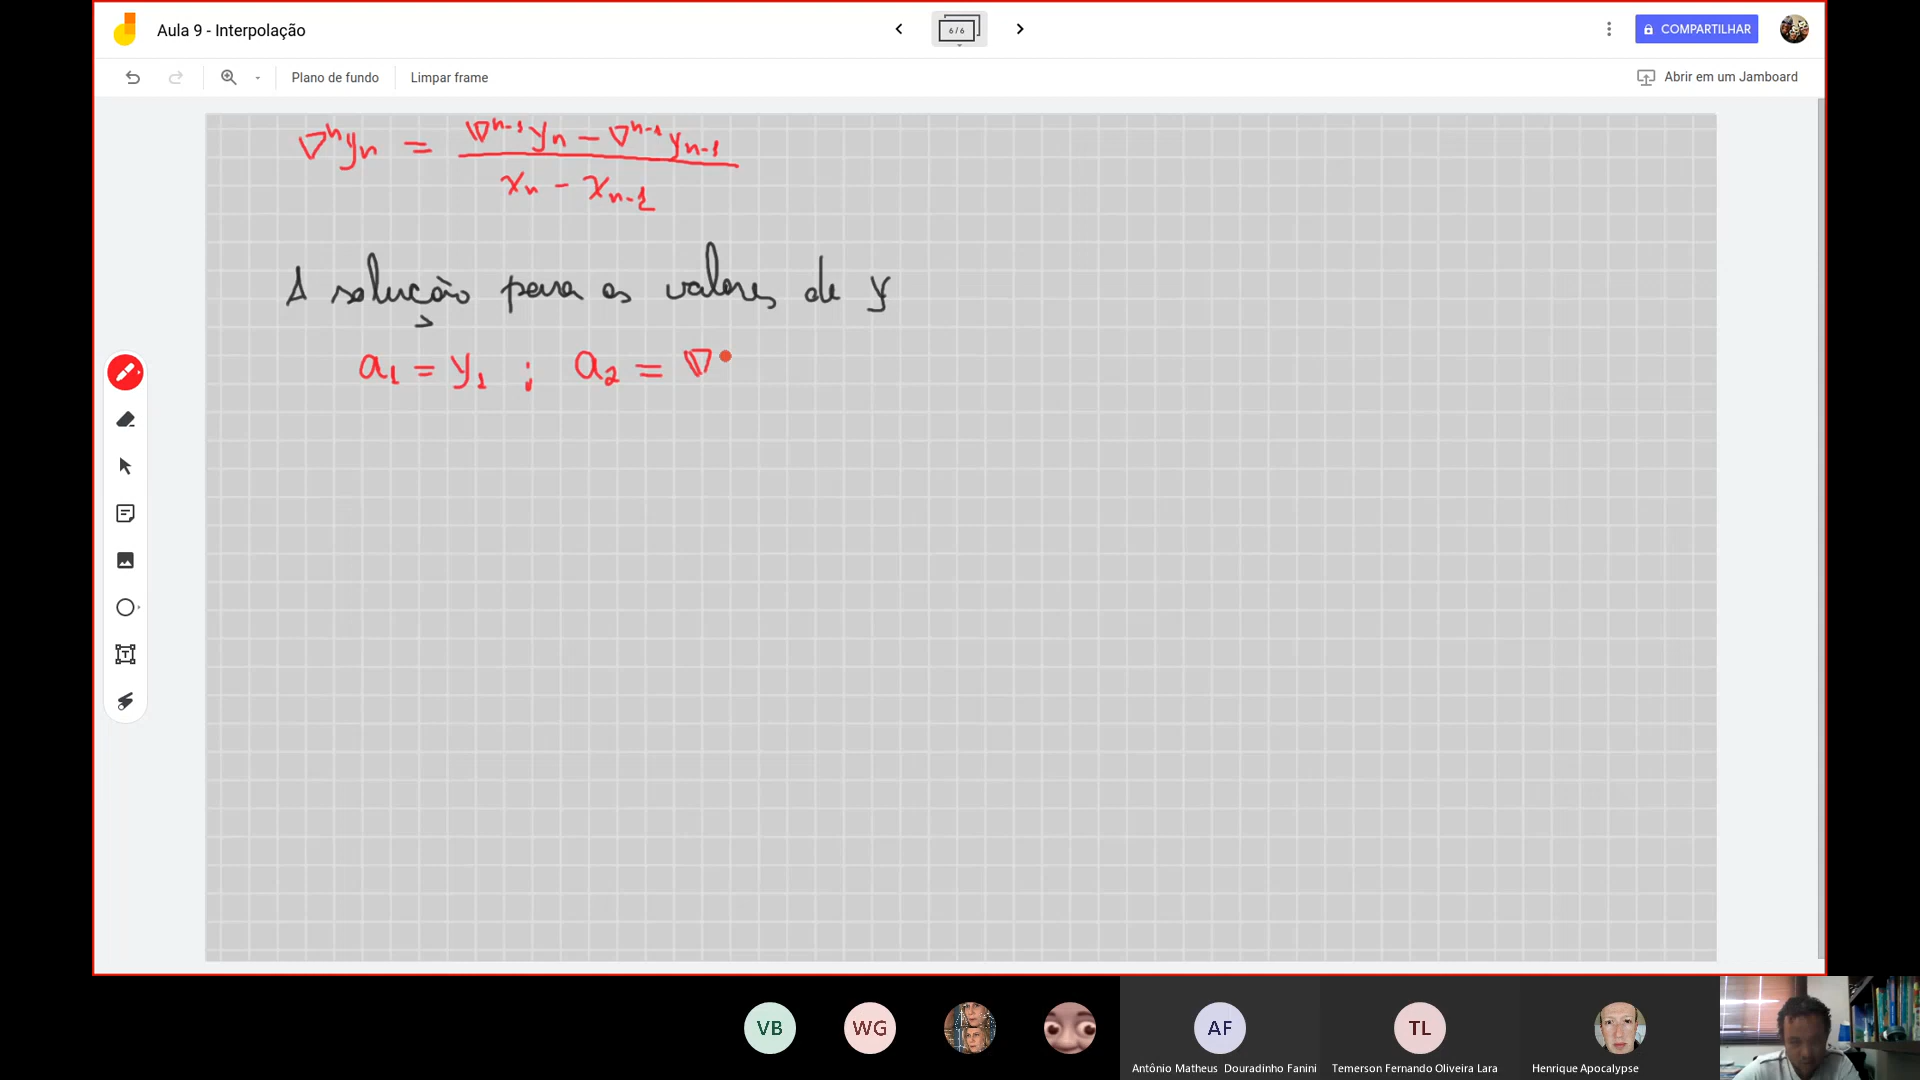 Aula 9 - Interpolação
6 / 6
COMPARTILHAR
Plano de fundo
Limpar frame
Abrir em um Jamboard
∇ⁿyₙ = (∇ⁿ⁻¹yₙ − ∇ⁿ⁻¹yₙ₋₁) / (xₙ − xₙ₋₁)
A solução para os valores de y
a₁ = y₁ ; a₂ = ∇
VB
WG
AF
TL
Antônio Matheus Douradinho Fanini
Temerson Fernando Oliveira Lara
Henrique Apocalypse